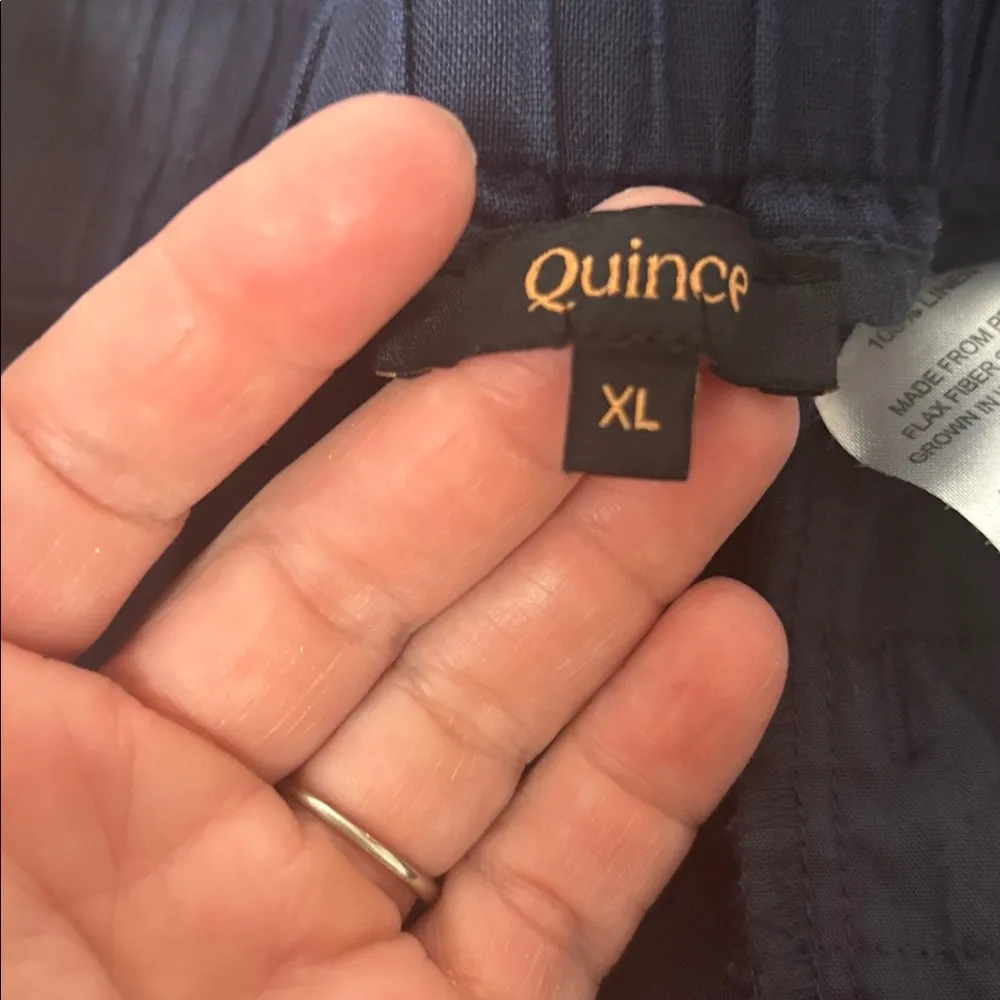 Quince
XL
100% LINEN
MADE FROM
FLAX FIBER
GROWN IN